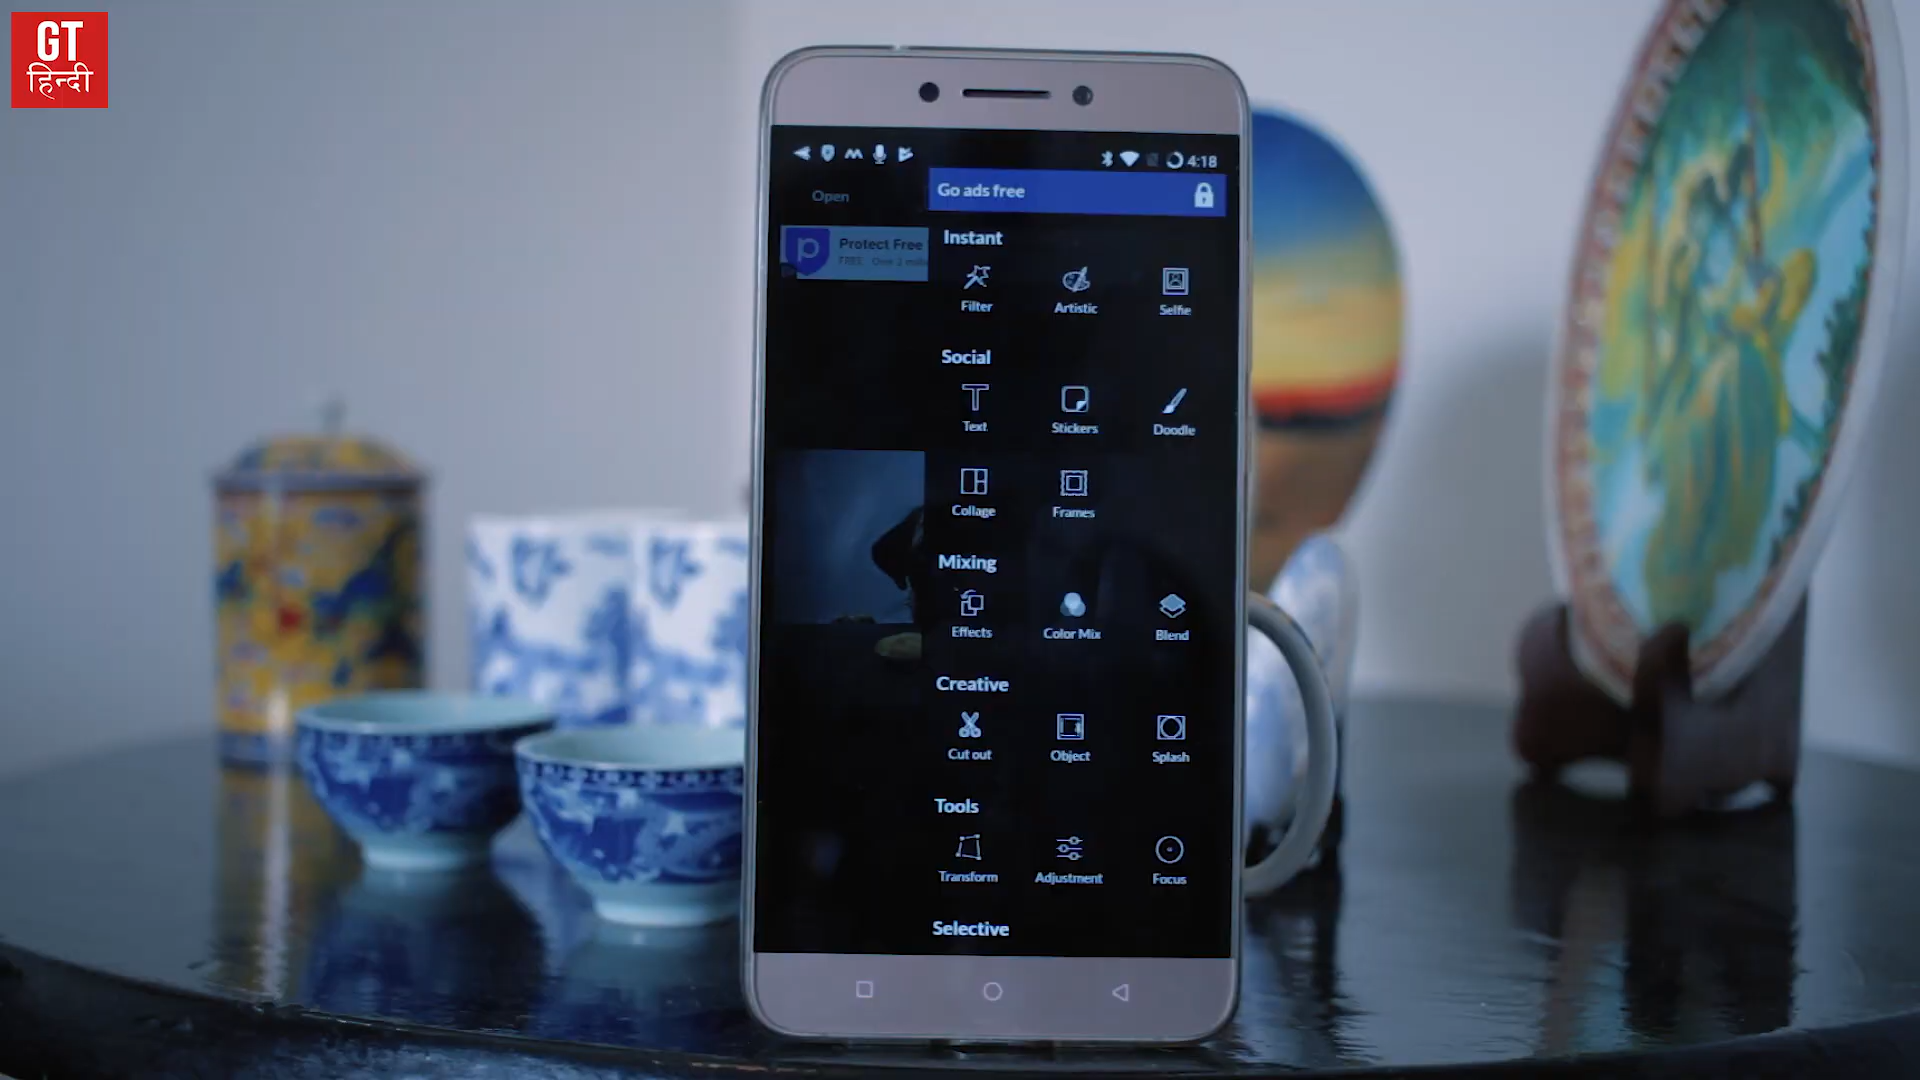 GT
हिन्दी
4:18
Open
Go ads free
Protect Free
FREE
Instant
Filter
Artistic
Selfie
Social
Text
Stickers
Doodle
Collage
Frames
Mixing
Effects
Color Mix
Blend
Creative
Cut out
Object
Splash
Tools
Transform
Adjustment
Focus
Selective